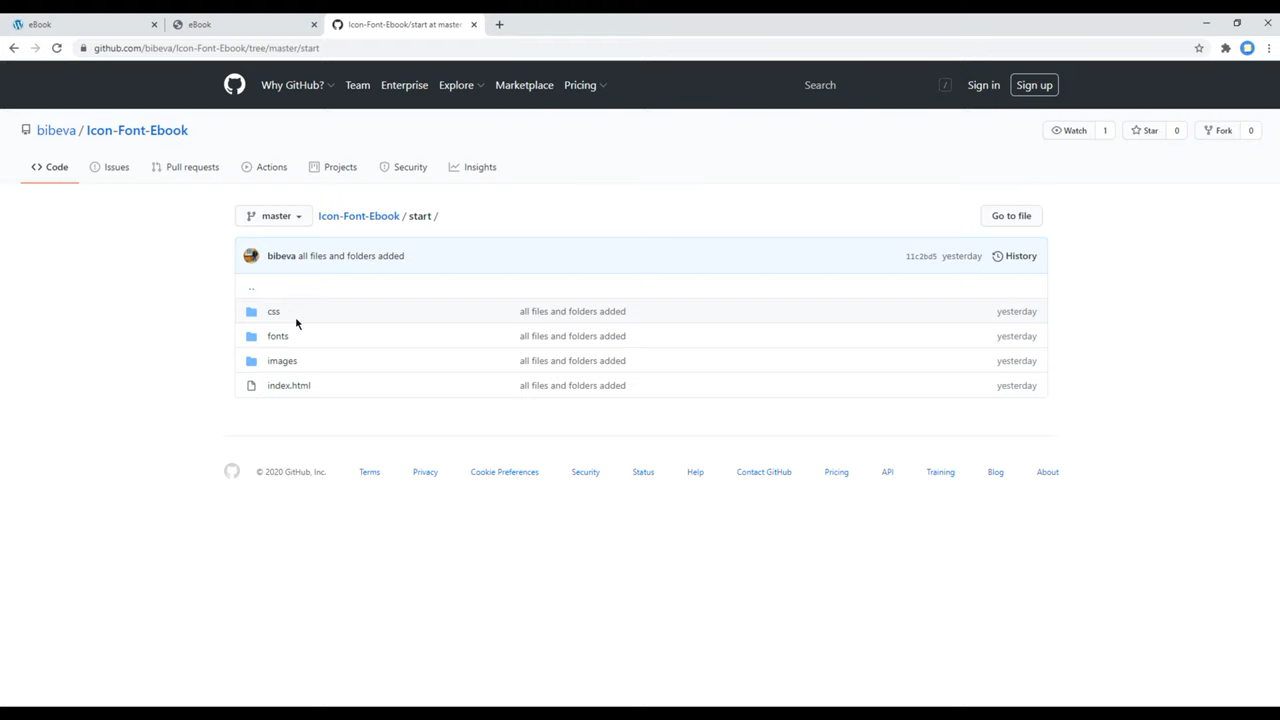 eBook
eBook
Icon-Font-Ebook/start at master
github.com/bibeva/Icon-Font-Ebook/tree/master/start
Why GitHub? Team Enterprise Explore Marketplace Pricing Search / Sign in Sign up
bibeva / Icon-Font-Ebook Watch 1 Star 0 Fork 0
<> Code Issues Pull requests Actions Projects Security Insights
master Icon-Font-Ebook / start / Go to file
bibeva all files and folders added 11c2bd5 yesterday History
..
css all files and folders added yesterday
fonts all files and folders added yesterday
images all files and folders added yesterday
index.html all files and folders added yesterday
© 2020 GitHub, Inc. Terms Privacy Cookie Preferences Security Status Help Contact GitHub Pricing API Training Blog About